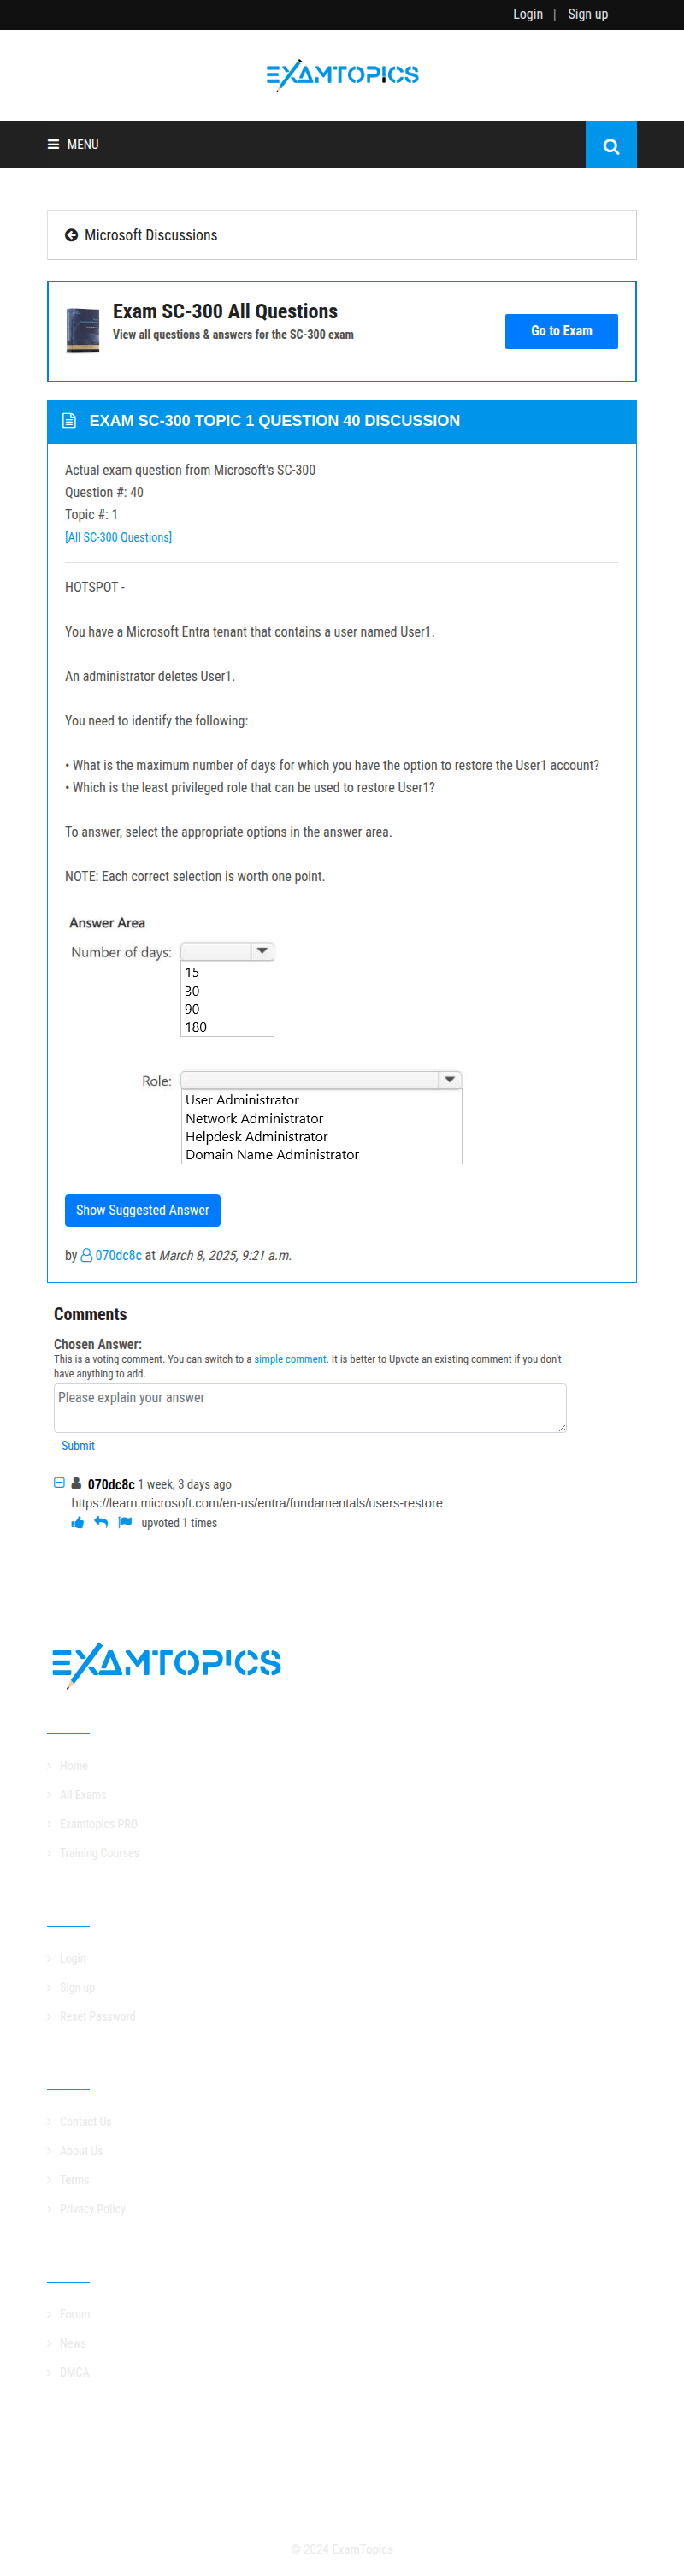 Login | Sign up
EXAMTOPICS
MENU
Microsoft Discussions
Exam SC-300 All Questions
View all questions & answers for the SC-300 exam
Go to Exam
EXAM SC-300 TOPIC 1 QUESTION 40 DISCUSSION
Actual exam question from Microsoft's SC-300
Question #: 40
Topic #: 1
[All SC-300 Questions]
HOTSPOT -
You have a Microsoft Entra tenant that contains a user named User1.
An administrator deletes User1.
You need to identify the following:
• What is the maximum number of days for which you have the option to restore the User1 account?
• Which is the least privileged role that can be used to restore User1?
To answer, select the appropriate options in the answer area.
NOTE: Each correct selection is worth one point.
Answer Area
Number of days:
15
30
90
180
Role:
User Administrator
Network Administrator
Helpdesk Administrator
Domain Name Administrator
Show Suggested Answer
by 070dc8c at March 8, 2025, 9:21 a.m.
Comments
Chosen Answer:
This is a voting comment. You can switch to a simple comment. It is better to Upvote an existing comment if you don't
have anything to add.
Please explain your answer
Submit
070dc8c 1 week, 3 days ago
https://learn.microsoft.com/en-us/entra/fundamentals/users-restore
upvoted 1 times
EXAMTOPICS
Home
All Exams
Examtopics PRO
Training Courses
Login
Sign up
Reset Password
Contact Us
About Us
Terms
Privacy Policy
Forum
News
DMCA
© 2024 ExamTopics